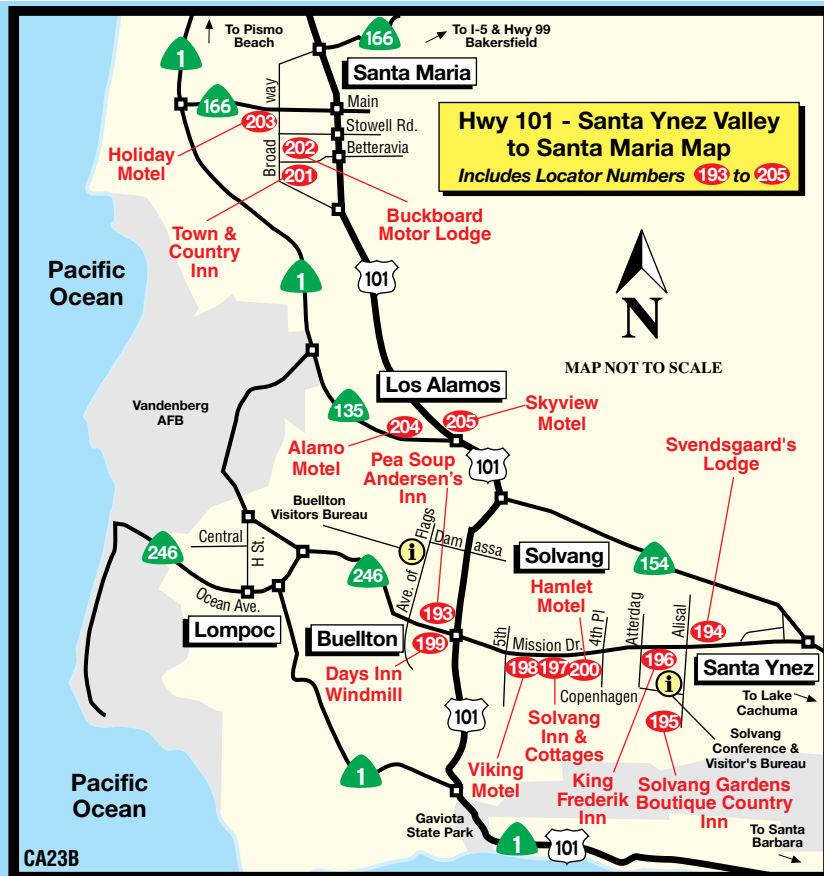 To Pismo
Beach
1
166
To I-5 & Hwy 99
Bakersfield
Santa Maria
166
way
Main
203
Stowell Rd.
Holiday
Motel
202
Betteravia
Broad
201
Hwy 101 - Santa Ynez Valley
to Santa Maria Map
Includes Locator Numbers 193 to 205
Town &
Country
Inn
Buckboard
Motor Lodge
Pacific
Ocean
1
101
N
MAP NOT TO SCALE
Vandenberg
AFB
Los Alamos
135
204
205
Skyview
Motel
Alamo
Motel
Pea Soup
Andersen's
Inn
101
Svendsgaard's
Lodge
Buellton
Visitors Bureau
i
Flags
Ave. of
Dam assa
Central
H St.
246
Ocean Ave.
Lompoc
246
Solvang
154
Hamlet
Motel
193
Buellton
199
Days Inn
Windmill
5th
Mission Dr.
4th Pl
Atterdag
Alisal
194
198
197
200
196
Santa Ynez
Copenhagen
i
195
To Lake
Cachuma
101
Solvang
Inn &
Cottages
Solvang
Conference &
Visitor's Bureau
Viking
Motel
King
Frederik
Inn
Solvang Gardens
Boutique Country
Inn
1
Pacific
Ocean
Gaviota
State Park
1
101
To Santa
Barbara
CA23B